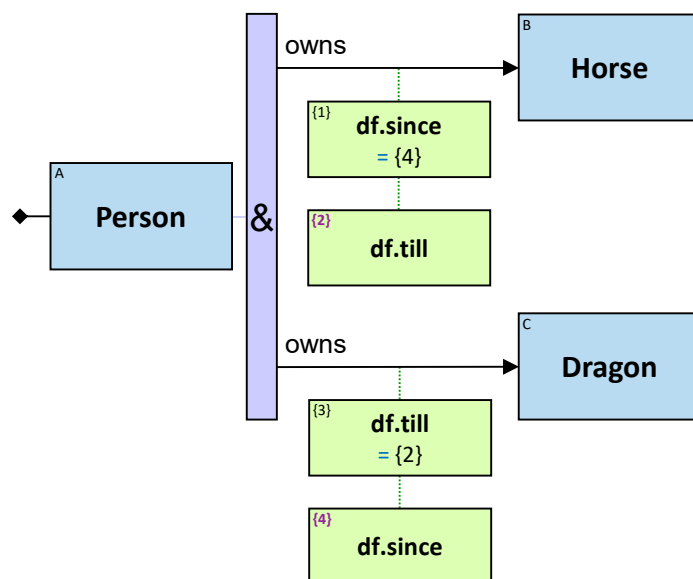 owns
B
Horse
{1}
df.since
= {4}
A
Person
&
{2}
df.till
owns
C
Dragon
{3}
df.till
= {2}
{4}
df.since